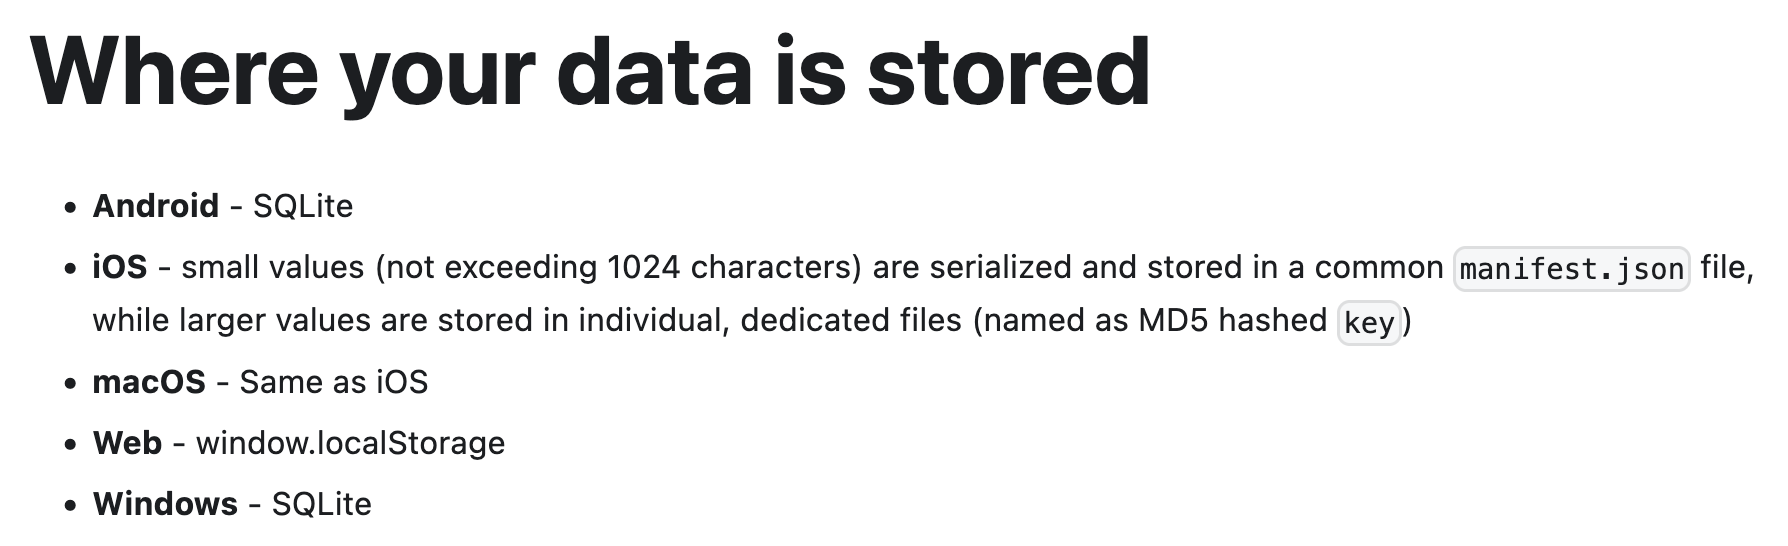 Where your data is stored
• Android - SQLite
• iOS - small values (not exceeding 1024 characters) are serialized and stored in a common manifest.json file,
while larger values are stored in individual, dedicated files (named as MD5 hashed key)
• macOS - Same as iOS
• Web - window.localStorage
• Windows - SQLite